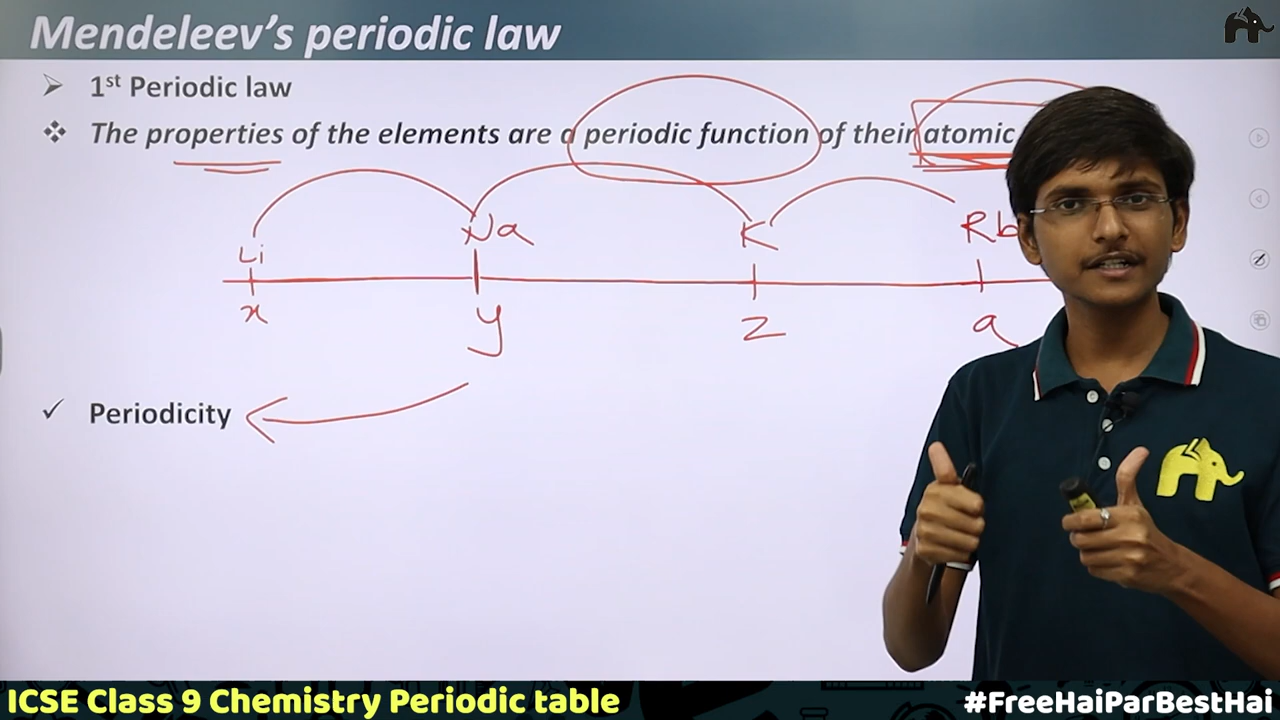 Mendeleev's periodic law
➢ 1st Periodic law
❖ The properties of the elements are a periodic function of their atomic
Li Na K Rb
x y z a
✓ Periodicity
ICSE Class 9 Chemistry Periodic table
#FreeHaiParBestHai